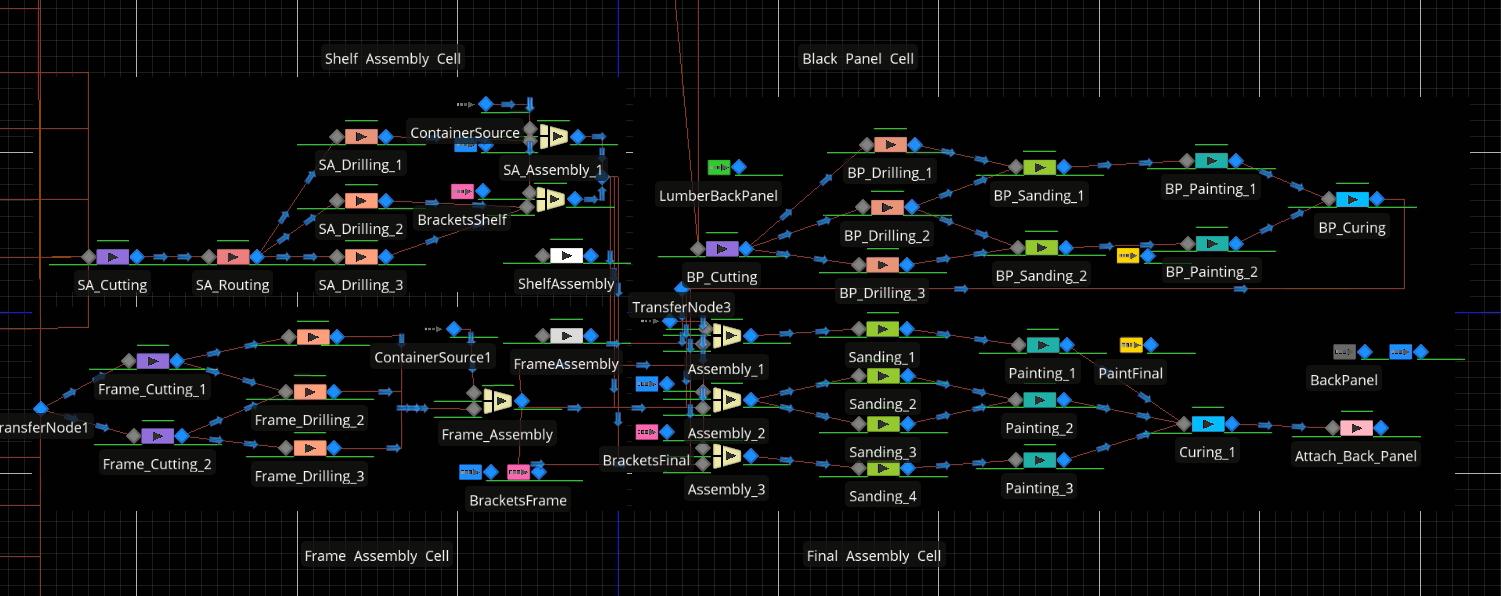 Shelf Assembly Cell
Black Panel Cell
ContainerSource
SA_Drilling_1
SA_Assembly_1
SA_Drilling_2
BracketsShelf
SA_Cutting
SA_Routing
SA_Drilling_3
ShelfAssembly
LumberBackPanel
BP_Drilling_1
BP_Sanding_1
BP_Painting_1
BP_Drilling_2
BP_Curing
BP_Cutting
BP_Sanding_2
BP_Painting_2
BP_Drilling_3
TransferNode3
Frame_Cutting_1
ContainerSource1
FrameAssembly
Frame_Drilling_2
ransferNode1
Frame_Cutting_2
Frame_Assembly
Frame_Drilling_3
BracketsFrame
Assembly_1
Sanding_1
Painting_1
PaintFinal
BackPanel
Sanding_2
Assembly_2
Painting_2
BracketsFinal
Sanding_3
Curing_1
Attach_Back_Panel
Assembly_3
Sanding_4
Painting_3
Frame Assembly Cell
Final Assembly Cell